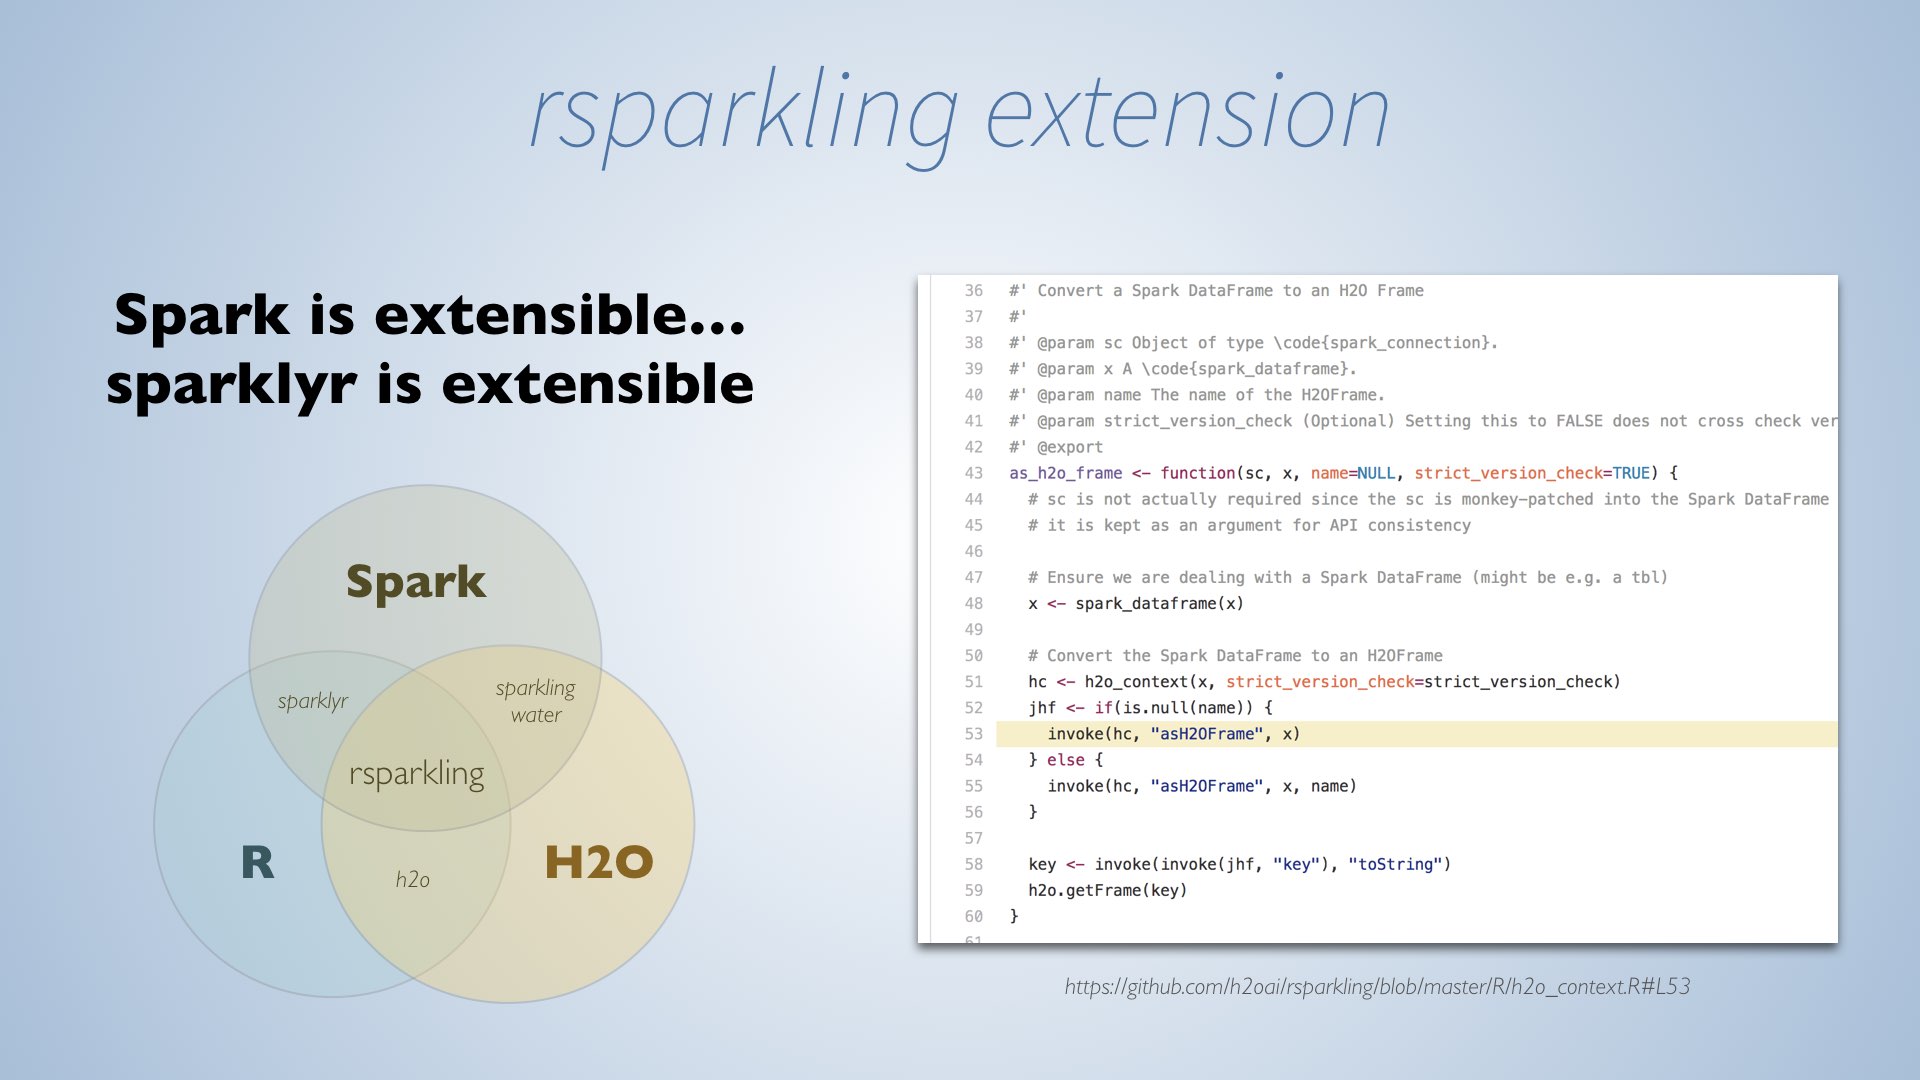 rsparkling extension
Spark is extensible...
sparklyr is extensible
Spark
sparklyr
sparkling
water
rsparkling
R
H2O
h2o
36 #' Convert a Spark DataFrame to an H2O Frame
37 #'
38 #' @param sc Object of type \code{spark_connection}.
39 #' @param x A \code{spark_dataframe}.
40 #' @param name The name of the H2OFrame.
41 #' @param strict_version_check (Optional) Setting this to FALSE does not cross check ver
42 #' @export
43 as_h2o_frame <- function(sc, x, name=NULL, strict_version_check=TRUE) {
44 # sc is not actually required since the sc is monkey-patched into the Spark DataFrame
45 # it is kept as an argument for API consistency
46
47 # Ensure we are dealing with a Spark DataFrame (might be e.g. a tbl)
48 x <- spark_dataframe(x)
49
50 # Convert the Spark DataFrame to an H2OFrame
51 hc <- h2o_context(x, strict_version_check=strict_version_check)
52 jhf <- if(is.null(name)) {
53 invoke(hc, "asH2OFrame", x)
54 } else {
55 invoke(hc, "asH2OFrame", x, name)
56 }
57
58 key <- invoke(invoke(jhf, "key"), "toString")
59 h2o.getFrame(key)
60 }
61
https://github.com/h2oai/rsparkling/blob/master/R/h2o_context.R#L53